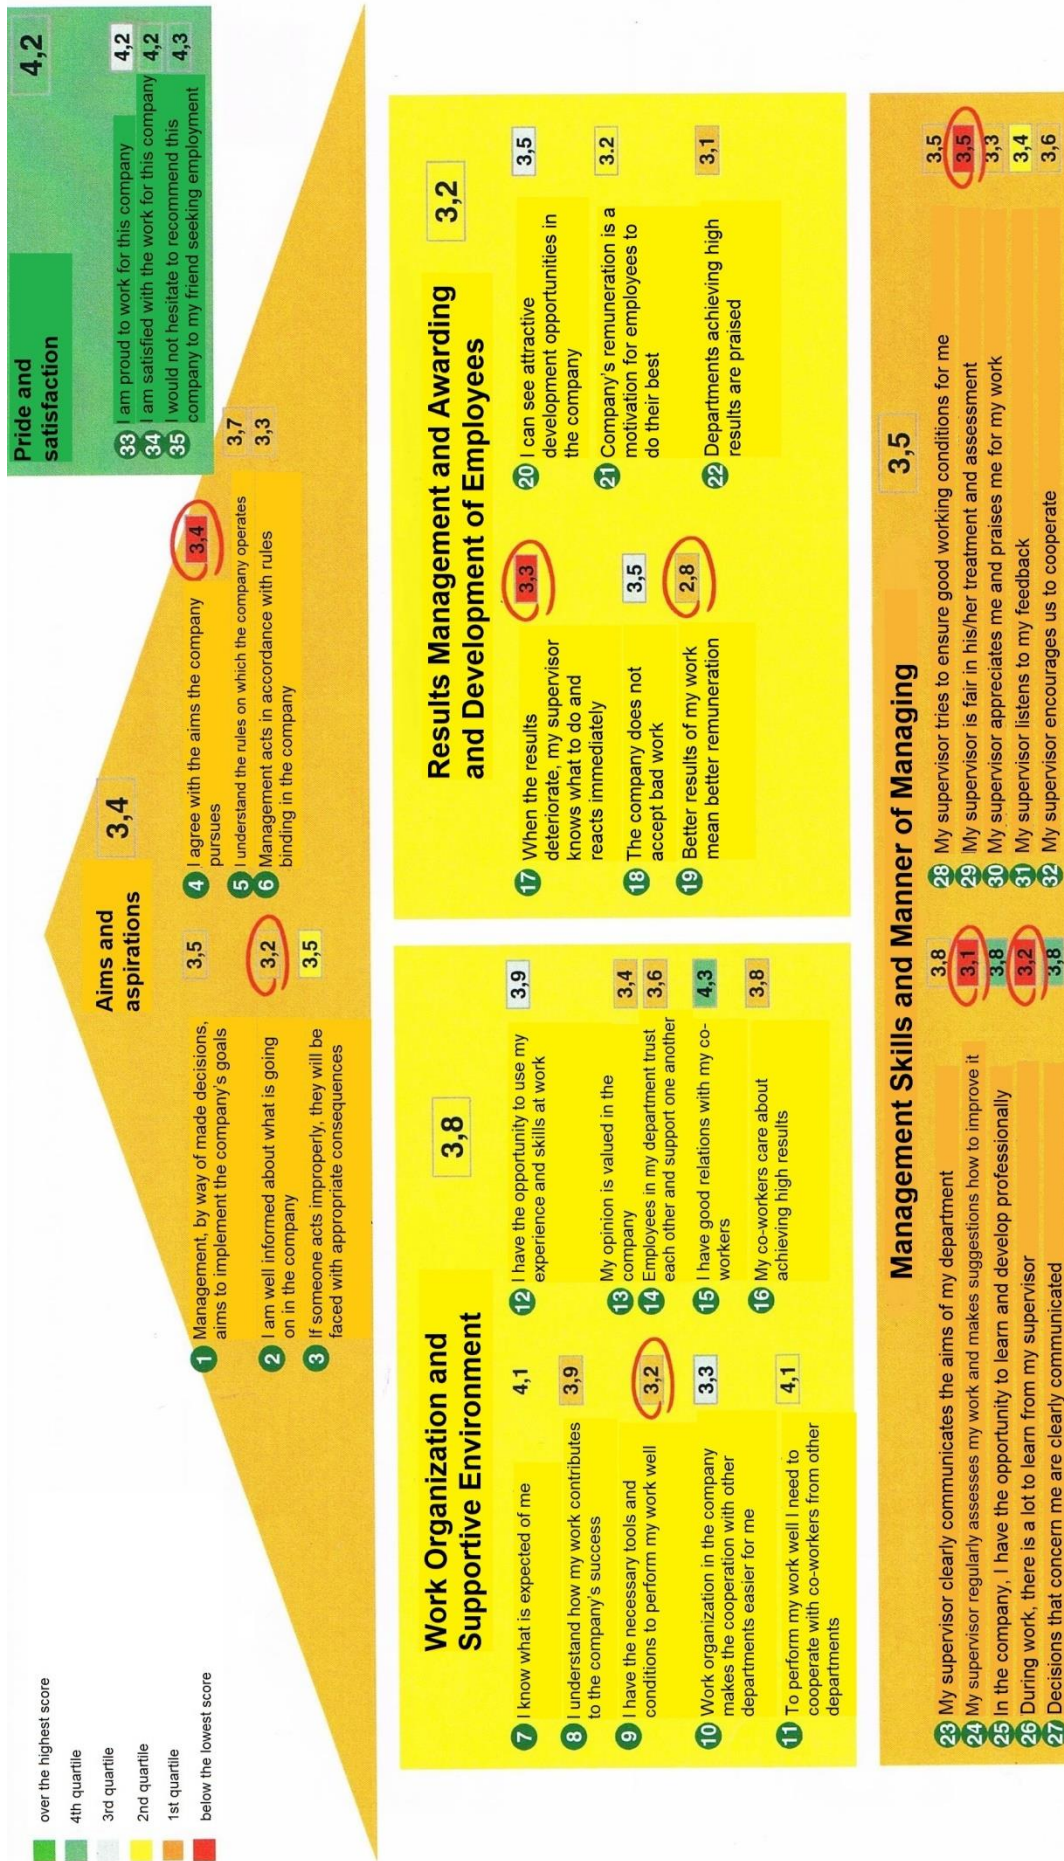 over the highest score
4th quartile
3rd quartile
2nd quartile
1st quartile
below the lowest score
Pride and
satisfaction
4,2
33 I am proud to work for this company 4,2
34 I am satisfied with the work for this company 4,2
35 I would not hesitate to recommend this 4,3
company to my friend seeking employment
Aims and
aspirations
3,4
1 Management, by way of made decisions, 3,5
aims to implement the company's goals
2 I am well informed about what is going 3,2
on in the company
3 If someone acts improperly, they will be 3,5
faced with appropriate consequences
4 I agree with the aims the company 3,4
pursues
5 I understand the rules on which the company operates 3,7
6 Management acts in accordance with rules 3,3
binding in the company
Work Organization and
Supportive Environment
3,8
7 I know what is expected of me 4,1
8 I understand how my work contributes 3,9
to the company's success
9 I have the necessary tools and 3,2
conditions to perform my work well
10 Work organization in the company 3,3
makes the cooperation with other
departments easier for me
11 To perform my work well I need to 4,1
cooperate with co-workers from other
departments
12 I have the opportunity to use my 3,9
experience and skills at work
13 My opinion is valued in the 3,4
company
14 Employees in my department trust 3,6
each other and support one another
15 I have good relations with my co- 4,3
workers
16 My co-workers care about 3,8
achieving high results
Results Management and Awarding
and Development of Employees
3,2
17 When the results 3,3
deteriorate, my supervisor
knows what to do and
reacts immediately
18 The company does not 3,5
accept bad work
19 Better results of my work 2,8
mean better remuneration
20 I can see attractive 3,5
development opportunities in
the company
21 Company's remuneration is a 3.2
motivation for employees to
do their best
22 Departments achieving high 3,1
results are praised
Management Skills and Manner of Managing
3,5
23 My supervisor clearly communicates the aims of my department 3,8
24 My supervisor regularly assesses my work and makes suggestions how to improve it 3,1
25 In the company, I have the opportunity to learn and develop professionally 3,8
26 During work, there is a lot to learn from my supervisor 3,2
27 Decisions that concern me are clearly communicated 3,8
28 My supervisor tries to ensure good working conditions for me 3,5
29 My supervisor is fair in his/her treatment and assessment 3,5
30 My supervisor appreciates me and praises me for my work 3,3
31 My supervisor listens to my feedback 3,4
32 My supervisor encourages us to cooperate 3,6